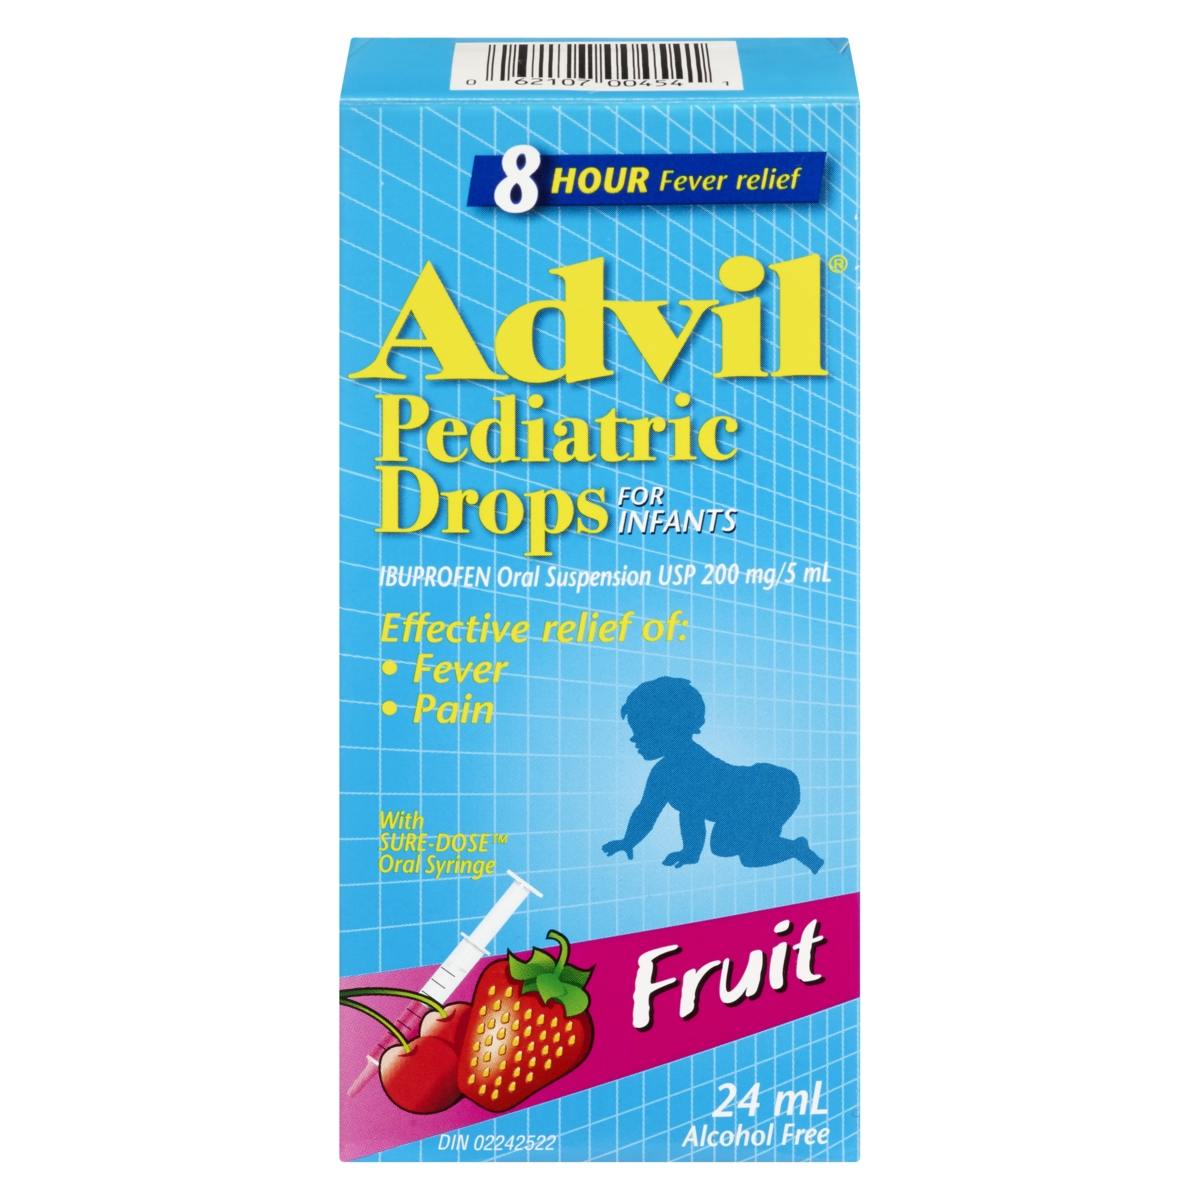 0 62107 00454 1
8 HOUR Fever relief
Advil®
Pediatric
Drops FOR
INFANTS
IBUPROFEN Oral Suspension USP 200 mg/5 mL
Effective relief of:
• Fever
• Pain
With
SURE-DOSE™
Oral Syringe
Fruit
24 mL
Alcohol Free
DIN 02242522